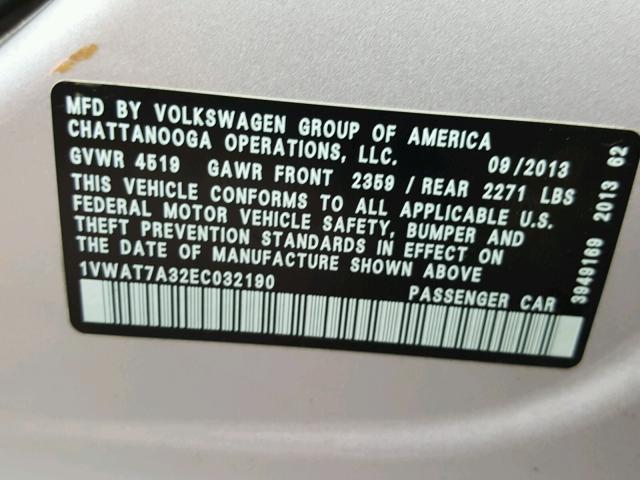 MFD BY VOLKSWAGEN GROUP OF AMERICA
CHATTANOOGA OPERATIONS, LLC. 09/2013
GVWR 4519 GAWR FRONT 2359 / REAR 2271 LBS
THIS VEHICLE CONFORMS TO ALL APPLICABLE U.S.
FEDERAL MOTOR VEHICLE SAFETY, BUMPER AND
THEFT PREVENTION STANDARDS IN EFFECT ON
THE DATE OF MANUFACTURE SHOWN ABOVE.
1VWAT7A32EC032190 PASSENGER CAR
3949169 2013 62